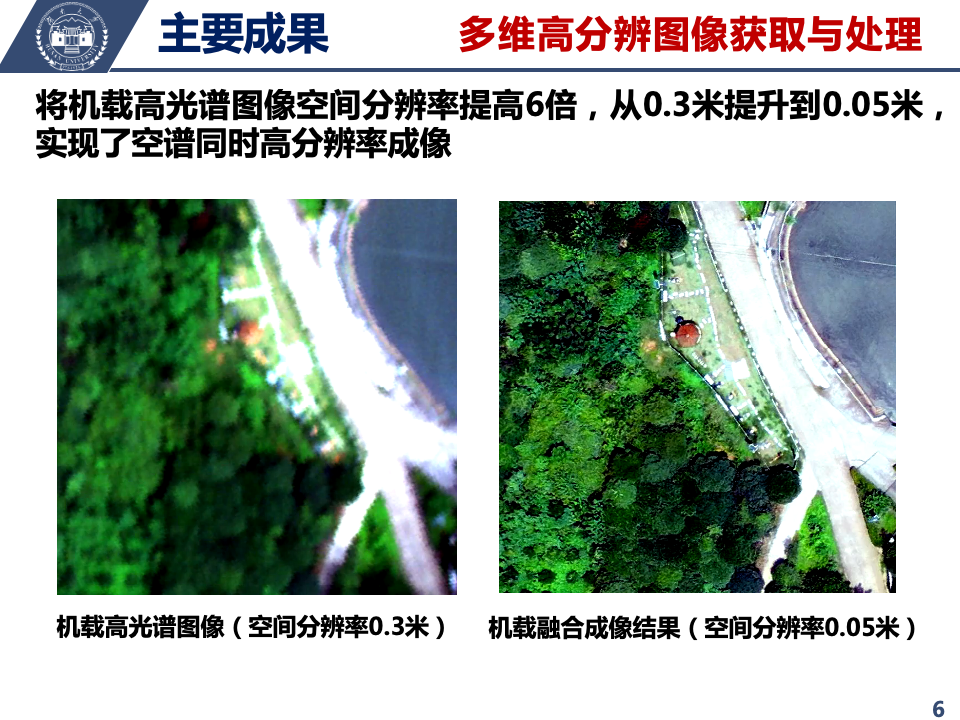 主要成果
多维高分辨图像获取与处理
将机载高光谱图像空间分辨率提高6倍，从0.3米提升到0.05米，
实现了空谱同时高分辨率成像
机载高光谱图像（空间分辨率0.3米）
机载融合成像结果（空间分辨率0.05米）
6